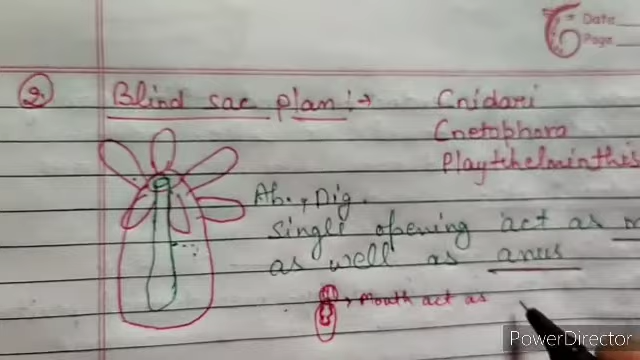 Date
Page
② Blind sac plan :→ Cnidari
Cnetophora
Playtchelminthis
Ab., Dig.
single opening act as
as well as anus
→ Mouth act as
PowerDirector